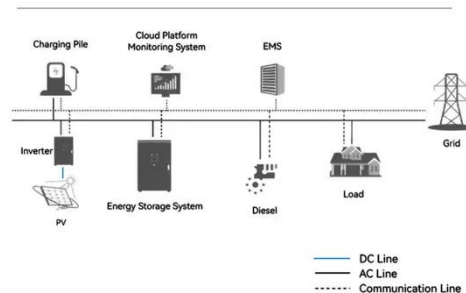 Charging Pile
Cloud Platform
Monitoring System
EMS
Grid
Inverter
PV
Energy Storage System
Diesel
Load
DC Line
AC Line
Communication Line